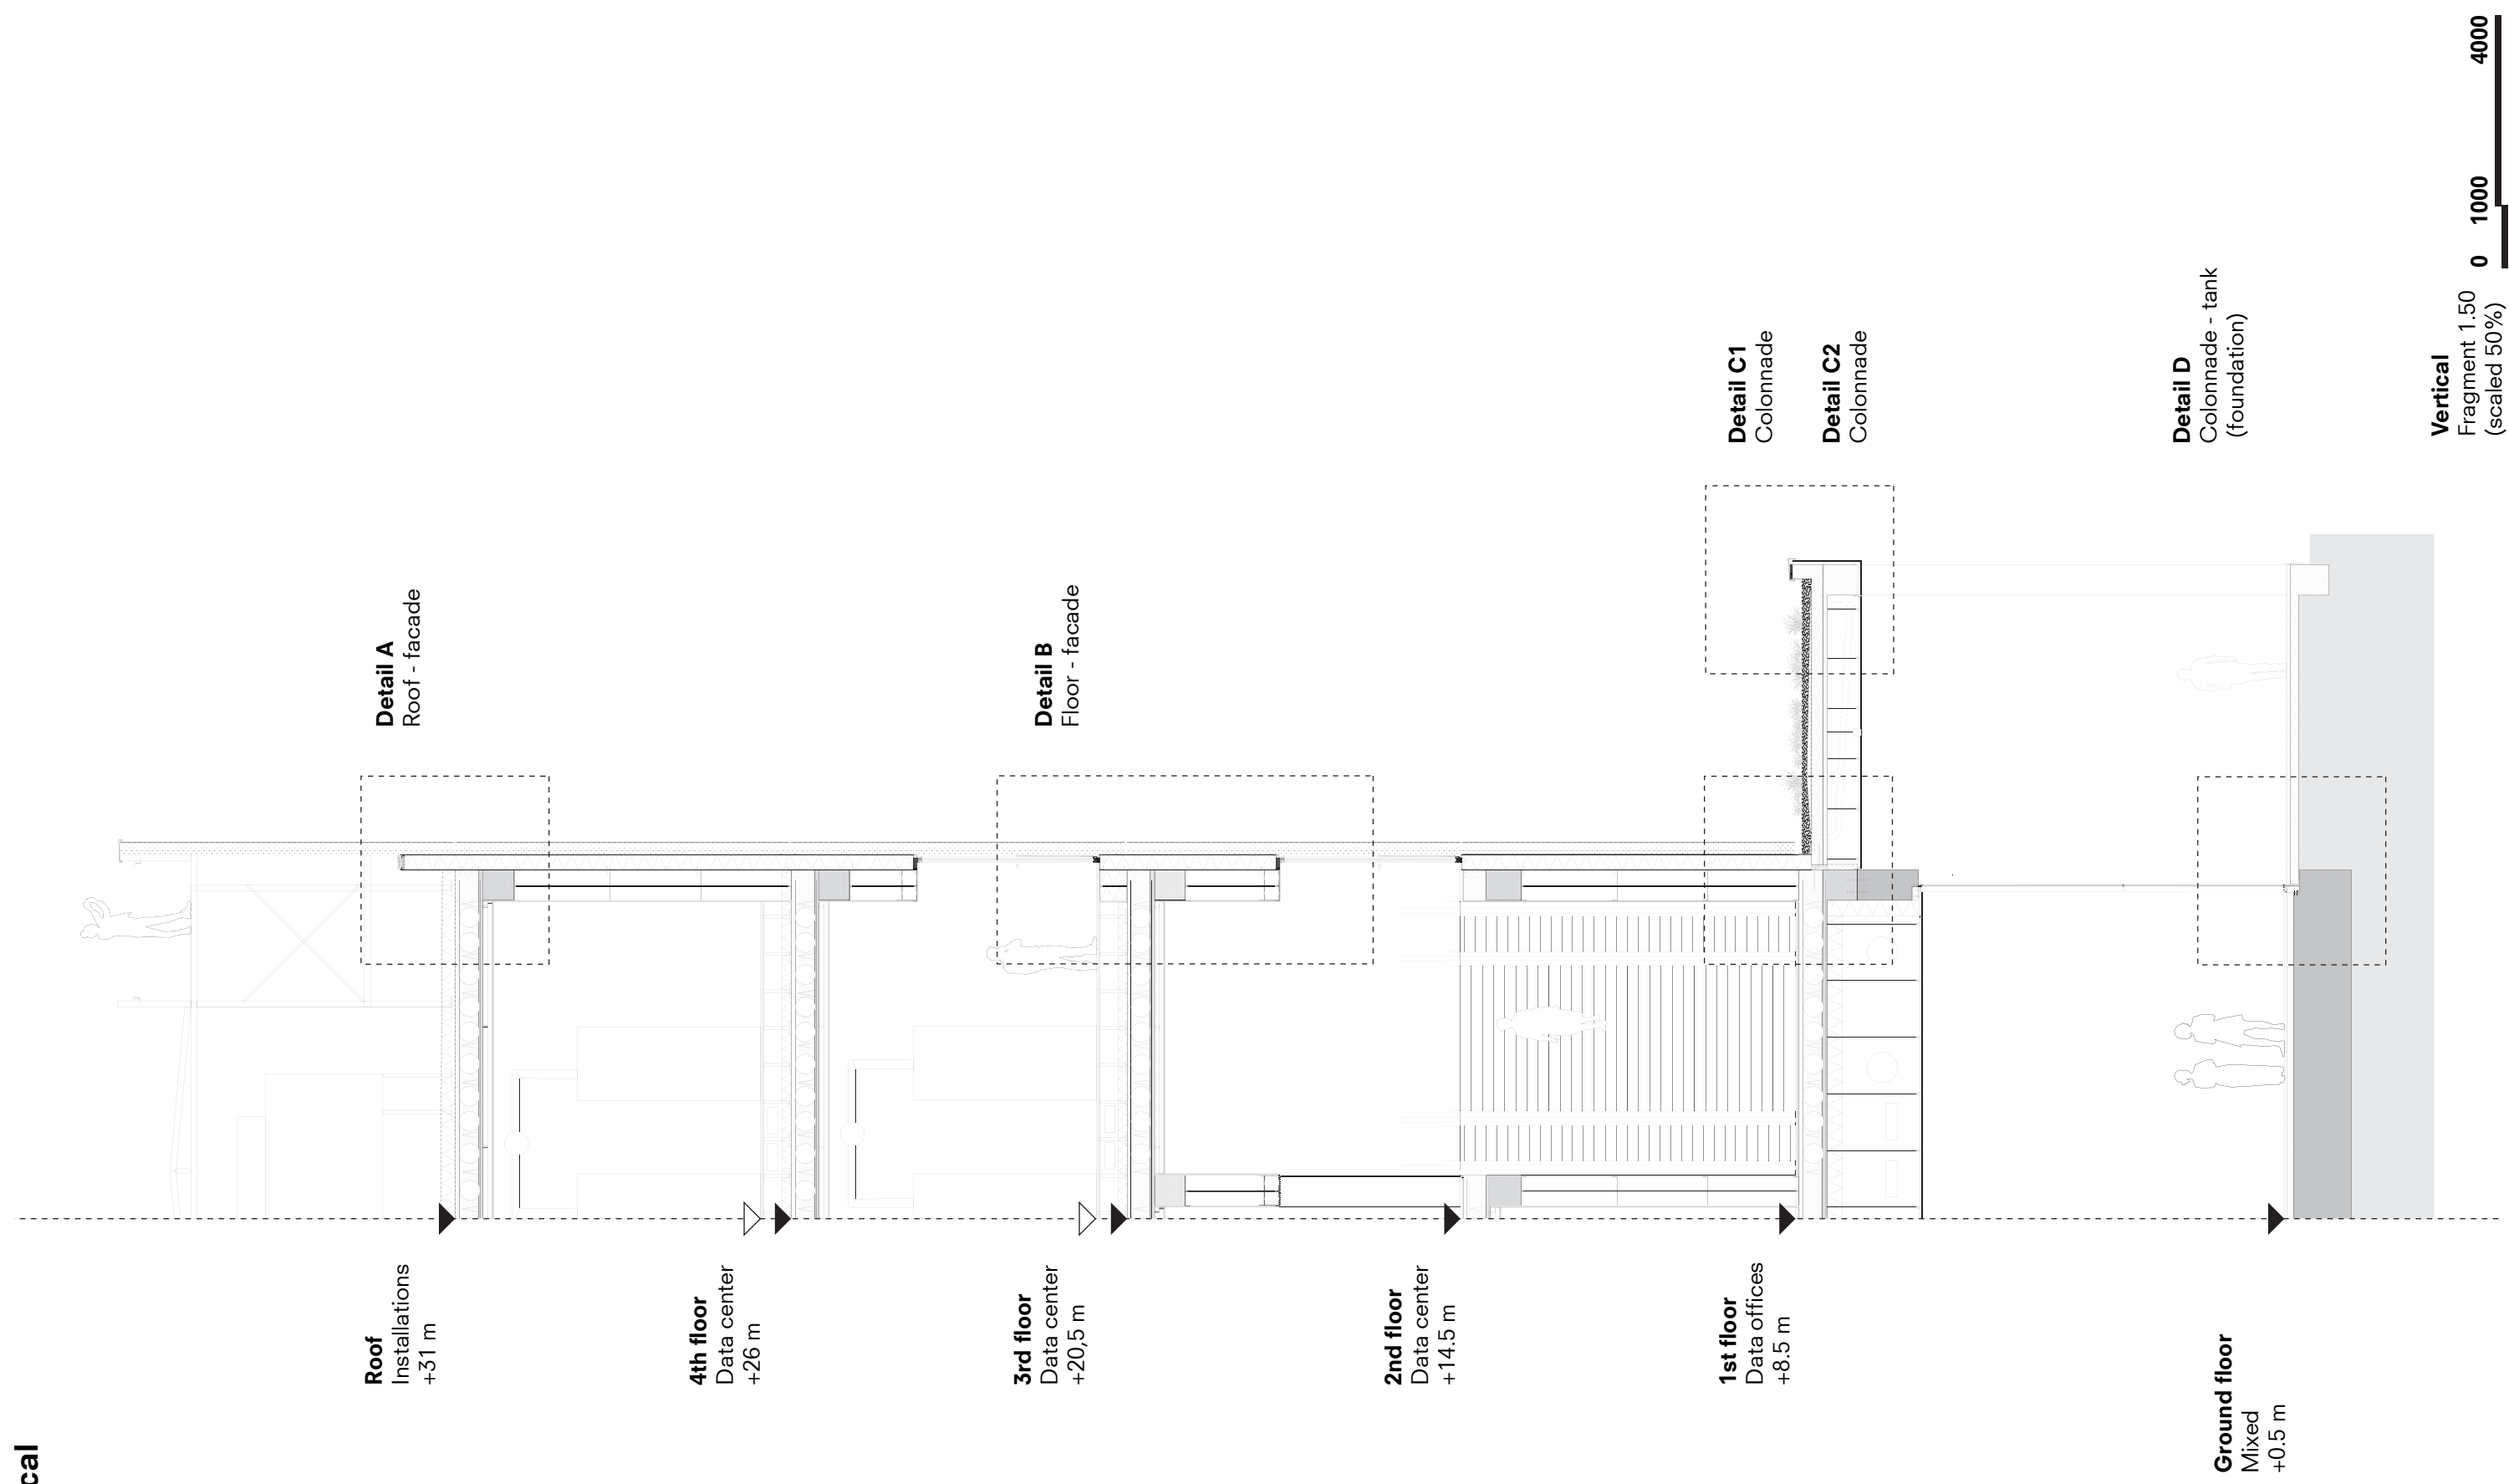 cal
Roof
Installations
+31 m
4th floor
Data center
+26 m
3rd floor
Data center
+20,5 m
2nd floor
Data center
+14.5 m
1st floor
Data offices
+8.5 m
Ground floor
Mixed
+0.5 m
Detail A
Roof - facade
Detail B
Floor - facade
Detail C1
Colonnade
Detail C2
Colonnade
Detail D
Colonnade - tank
(foundation)
Vertical
Fragment 1.50
(scaled 50%)
0 1000 4000